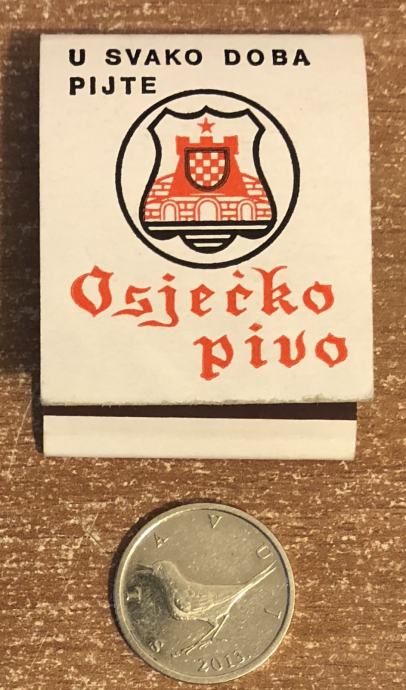 U SVAKO DOBA
PIJTE
Osječko
pivo
SLAVUJ
2013.